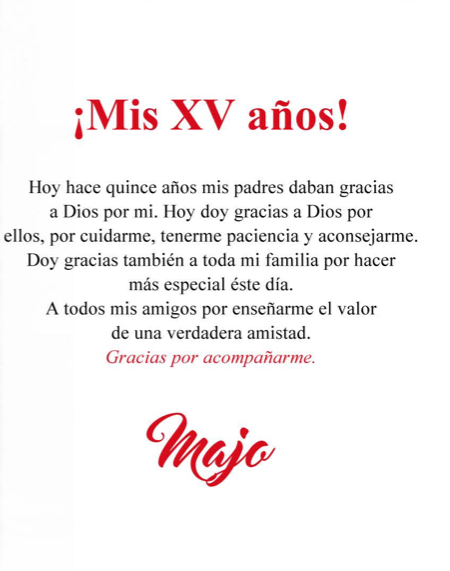 ¡Mis XV años!
Hoy hace quince años mis padres daban gracias
a Dios por mi. Hoy doy gracias a Dios por
ellos, por cuidarme, tenerme paciencia y aconsejarme.
Doy gracias también a toda mi familia por hacer
más especial éste día.
A todos mis amigos por enseñarme el valor
de una verdadera amistad.
Gracias por acompañarme.
Majo